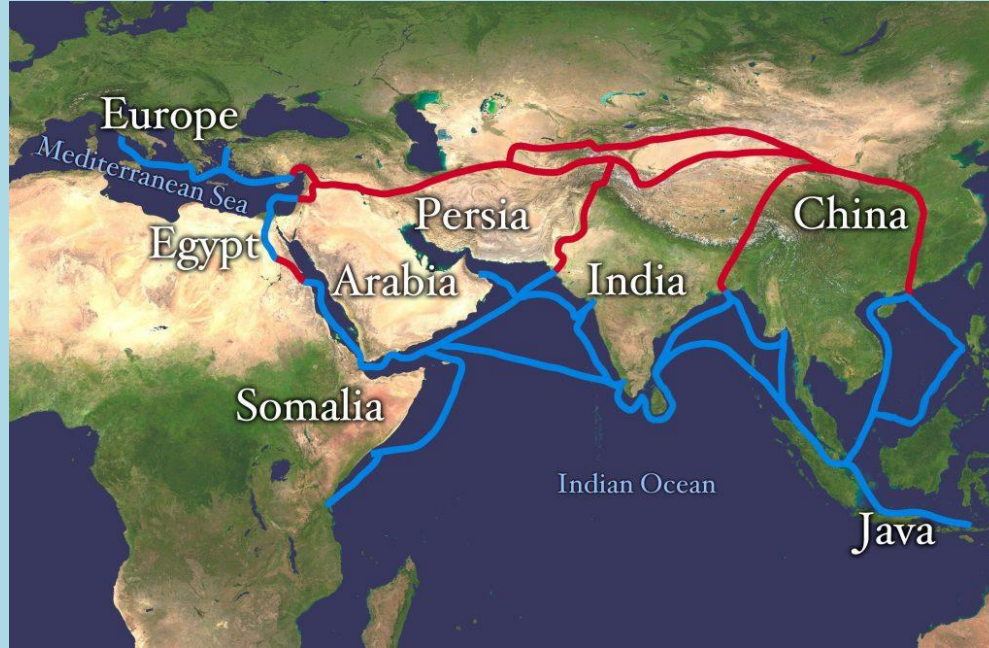 Europe
Mediterranean Sea
Egypt
Persia
China
Arabia
India
Somalia
Indian Ocean
Java